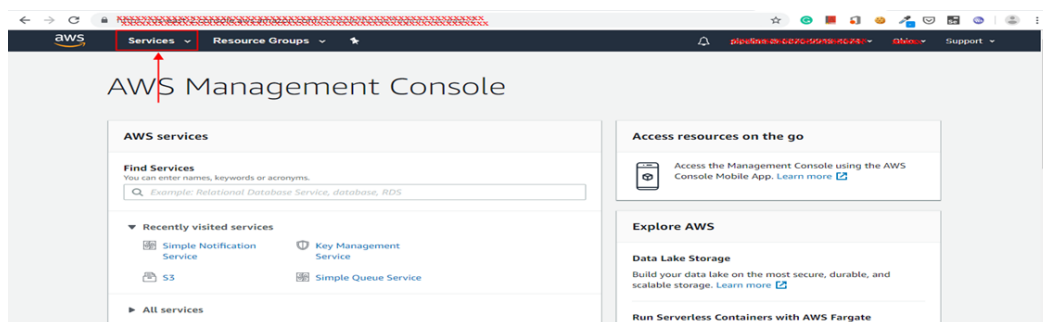 aws
Services
Resource Groups
Support
AWS Management Console
AWS services
Find Services
You can enter names, keywords or acronyms.
Example: Relational Database Service, database, RDS
Recently visited services
Simple Notification
Service
Key Management
Service
S3
Simple Queue Service
All services
Access resources on the go
Access the Management Console using the AWS
Console Mobile App. Learn more
Explore AWS
Data Lake Storage
Build your data lake on the most secure, durable, and
scalable storage. Learn more
Run Serverless Containers with AWS Fargate